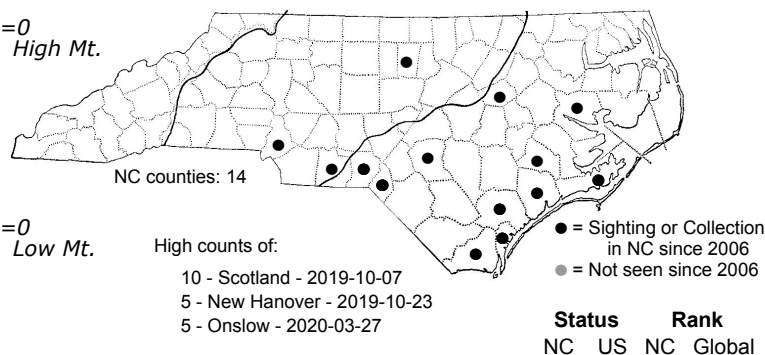 =0
High Mt.
NC counties: 14
=0
Low Mt.
High counts of:
10 - Scotland - 2019-10-07
5 - New Hanover - 2019-10-23
5 - Onslow - 2020-03-27
● = Sighting or Collection
in NC since 2006
● = Not seen since 2006
Status Rank
NC US NC Global